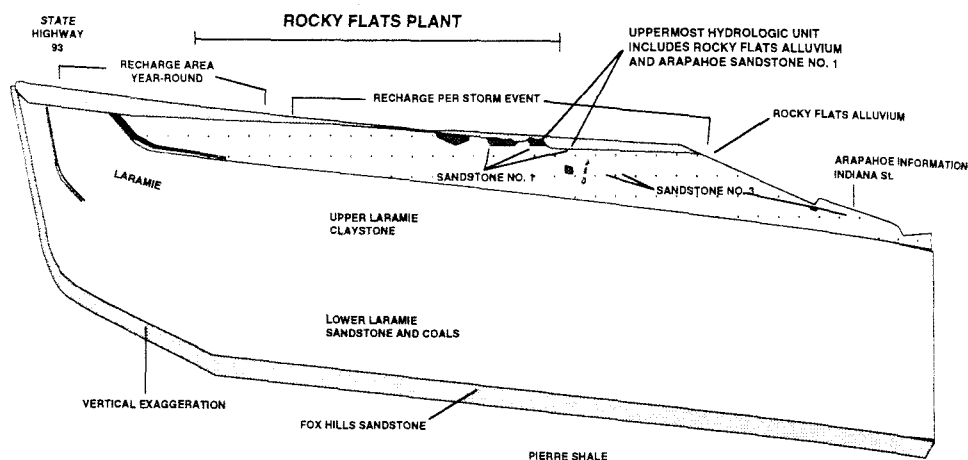 STATE
HIGHWAY
93
ROCKY FLATS PLANT
UPPERMOST HYDROLOGIC UNIT
INCLUDES ROCKY FLATS ALLUVIUM
AND ARAPAHOE SANDSTONE NO. 1
RECHARGE AREA
YEAR-ROUND
RECHARGE PER STORM EVENT
ROCKY FLATS ALLUVIUM
ARAPAHOE INFORMATION
INDIANA St.
SANDSTONE NO. 1
SANDSTONE NO. 3
LARAMIE
UPPER LARAMIE
CLAYSTONE
LOWER LARAMIE
SANDSTONE AND COALS
VERTICAL EXAGGERATION
FOX HILLS SANDSTONE
PIERRE SHALE